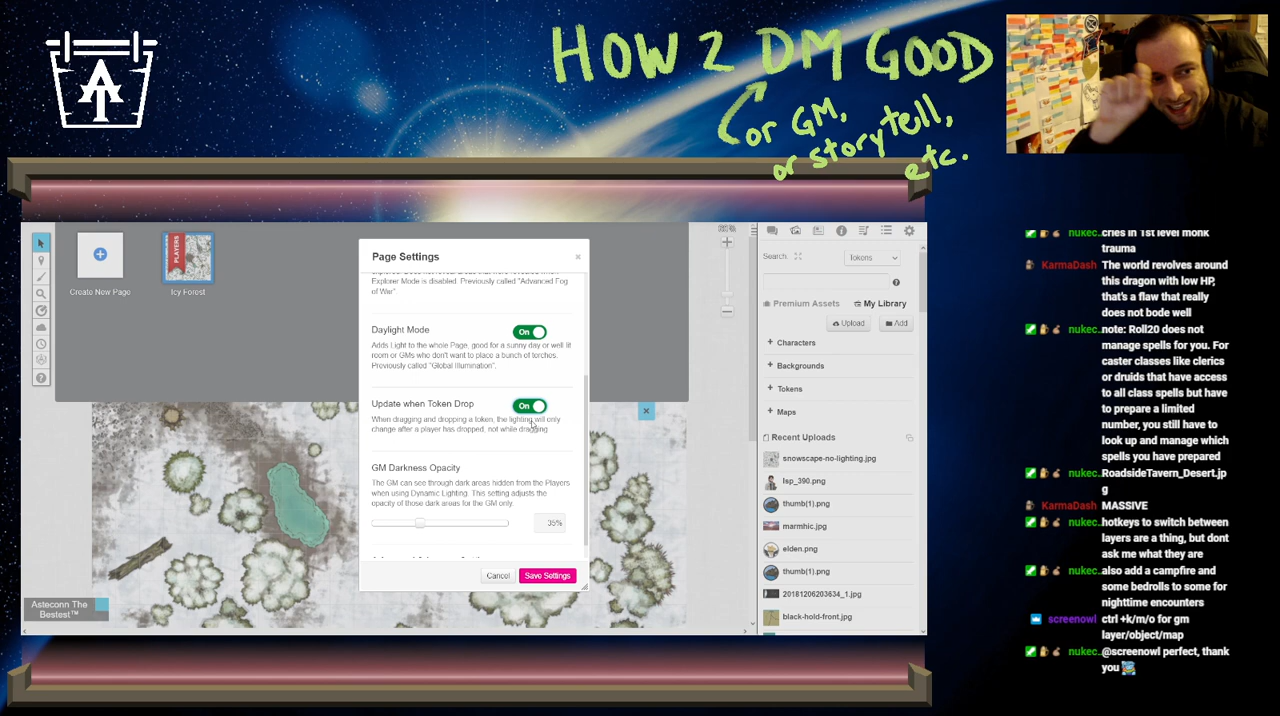 HOW 2 DM GOOD
or GM,
or storytell,
etc.
AT
PLAYERS
Create New Page
Icy Forest
Page Settings
×
Explorer Mode is disabled. Previously called "Advanced Fog
of War"
Daylight Mode
On
Adds Light to the whole Page, good for a sunny day or well lit
room or GMs who don't want to place a bunch of torches.
Previously called "Global Illumination".
Update when Token Drop
On
When dragging and dropping a token, the lighting will only
change after a player has dropped, not while dragging
GM Darkness Opacity
The GM can see through dark areas hidden from the Players
when using Dynamic Lighting. This setting adjusts the
opacity of those dark areas for the GM only.
35%
Cancel
Save Settings
Asteconn The
Bestest™
Search:
Tokens
Premium Assets
My Library
Upload
Add
+ Characters
+ Backgrounds
+ Tokens
+ Maps
Recent Uploads
snowscape-no-lighting.jpg
lsp_390.png
thumb(1).png
marmhic.jpg
elden.png
thumb(1).png
20181206203634_1.jpg
black-hold-front.jpg
nukec.. cries in 1st level monk
trauma
KarmaDash The world revolves around
this dragon with low HP,
that's a flaw that really
does not bode well
nukec.. note: Roll20 does not
manage spells for you. For
caster classes like clerics
or druids that have access
to all class spells but have
to prepare a limited
number, you still have to
look up and manage which
spells you have prepared
nukec.. RoadsideTavern_Desert.jp
g
KarmaDash MASSIVE
nukec.. hotkeys to switch between
layers are a thing, but dont
ask me what they are
nukec.. also add a campfire and
some bedrolls to some for
nighttime encounters
screenowl ctrl +k/m/o for gm
layer/object/map
nukec.. @screenowl perfect, thank
you